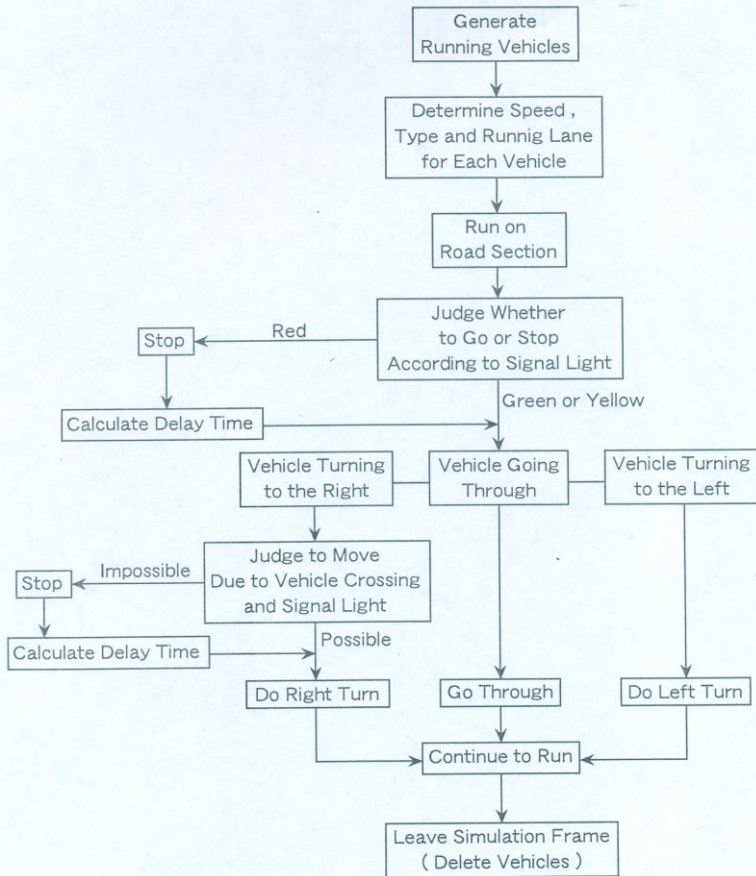 Generate
Running Vehicles
Determine Speed ,
Type and Runnig Lane
for Each Vehicle
Run on
Road Section
Judge Whether
to Go or Stop
According to Signal Light
Red
Stop
Calculate Delay Time
Green or Yellow
Vehicle Turning
to the Right
Vehicle Going
Through
Vehicle Turning
to the Left
Judge to Move
Due to Vehicle Crossing
and Signal Light
Impossible
Stop
Calculate Delay Time
Possible
Do Right Turn
Go Through
Do Left Turn
Continue to Run
Leave Simulation Frame
( Delete Vehicles )